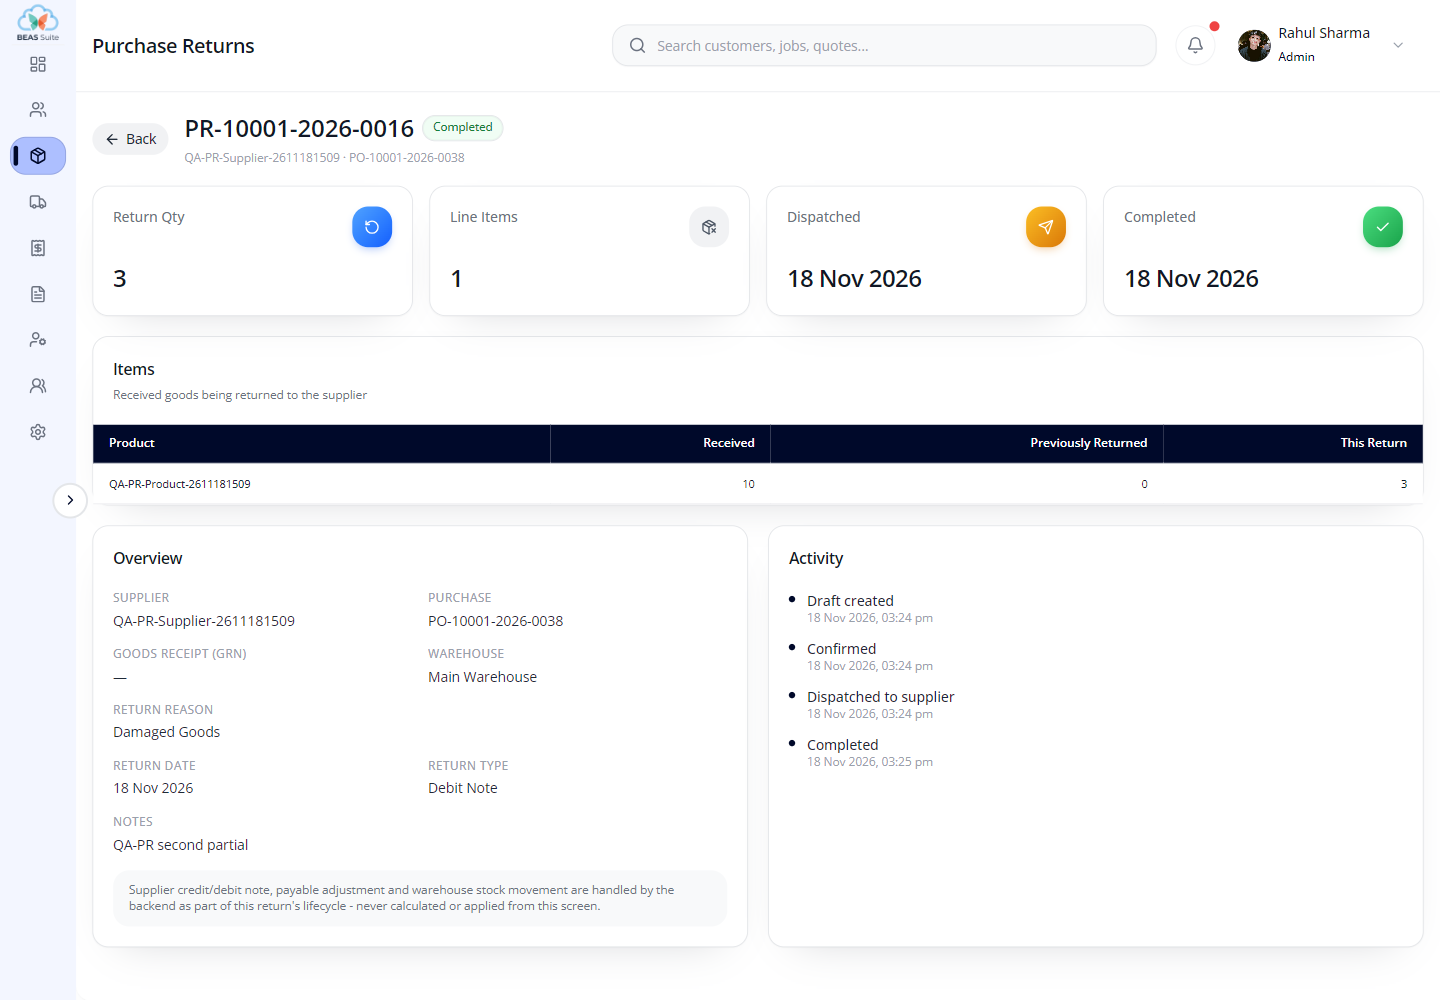 BEAS Suite
Purchase Returns
Search customers, jobs, quotes...
Rahul Sharma
Admin
Back
PR-10001-2026-0016
Completed
QA-PR-Supplier-2611181509 · PO-10001-2026-0038
Return Qty
3
Line Items
1
Dispatched
18 Nov 2026
Completed
18 Nov 2026
Items
Received goods being returned to the supplier
Product Received Previously Returned This Return
QA-PR-Product-2611181509 10 0 3
Overview
SUPPLIER PURCHASE
QA-PR-Supplier-2611181509 PO-10001-2026-0038
GOODS RECEIPT (GRN) WAREHOUSE
— Main Warehouse
RETURN REASON
Damaged Goods
RETURN DATE RETURN TYPE
18 Nov 2026 Debit Note
NOTES
QA-PR second partial
Supplier credit/debit note, payable adjustment and warehouse stock movement are handled by the
backend as part of this return's lifecycle - never calculated or applied from this screen.
Activity
Draft created
18 Nov 2026, 03:24 pm
Confirmed
18 Nov 2026, 03:24 pm
Dispatched to supplier
18 Nov 2026, 03:24 pm
Completed
18 Nov 2026, 03:25 pm